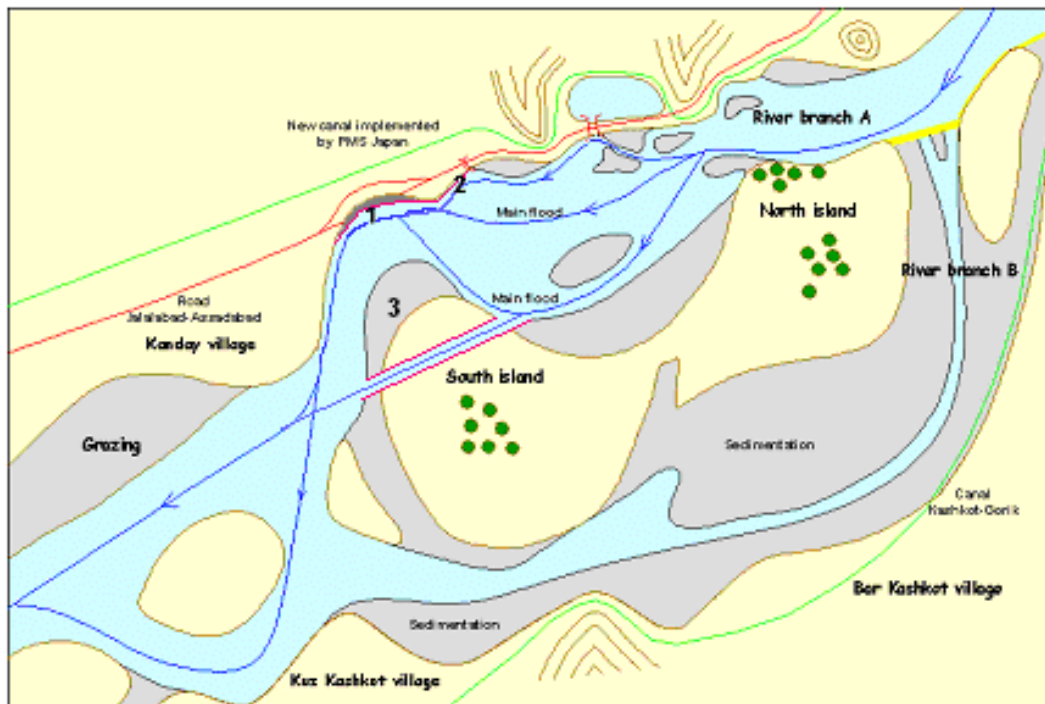 River branch A
New canal implemented
by PMS Japan
2
1
Main flood
North island
River branch B
Main flood
3
Road
Jalalabad-Asmadabad
Kanday village
South island
Grazing
Sedimentation
Canal
Kashkot-Gorik
Bar Kashkot village
Sedimentation
Kuz Kashkot village